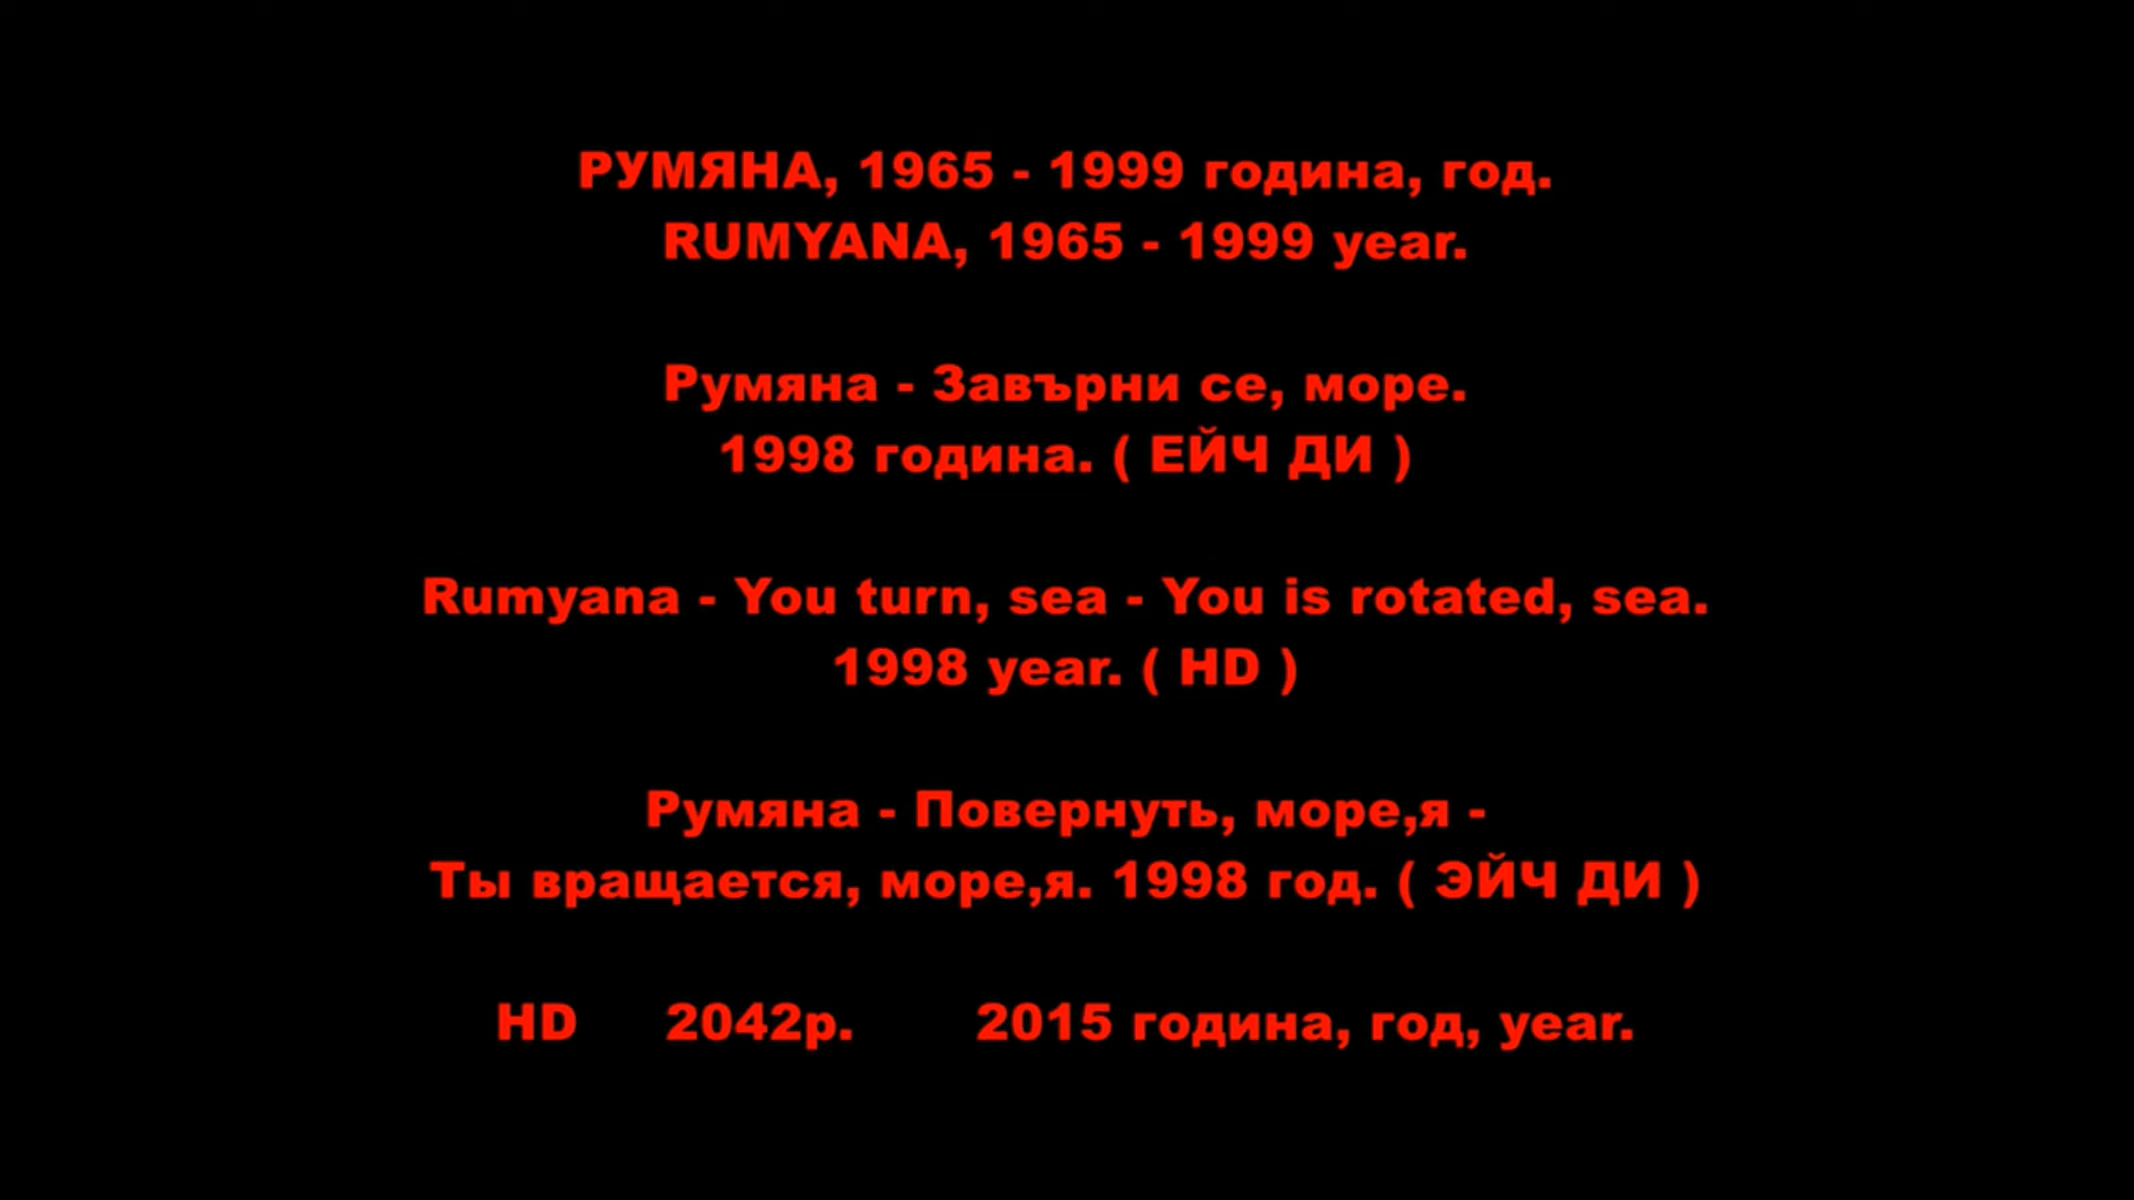 РУМЯНА, 1965 - 1999 година, год.
RUMYANA, 1965 - 1999 year.
Румяна - Завърни се, море.
1998 година. ( ЕЙЧ ДИ )
Rumyana - You turn, sea - You is rotated, sea.
1998 year. ( HD )
Румяна - Повернуть, море,я -
Ты вращается, море,я. 1998 год. ( ЭЙЧ ДИ )
HD 2042p. 2015 година, год, year.